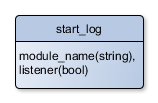 start_log
module_name(string),
listener(bool)